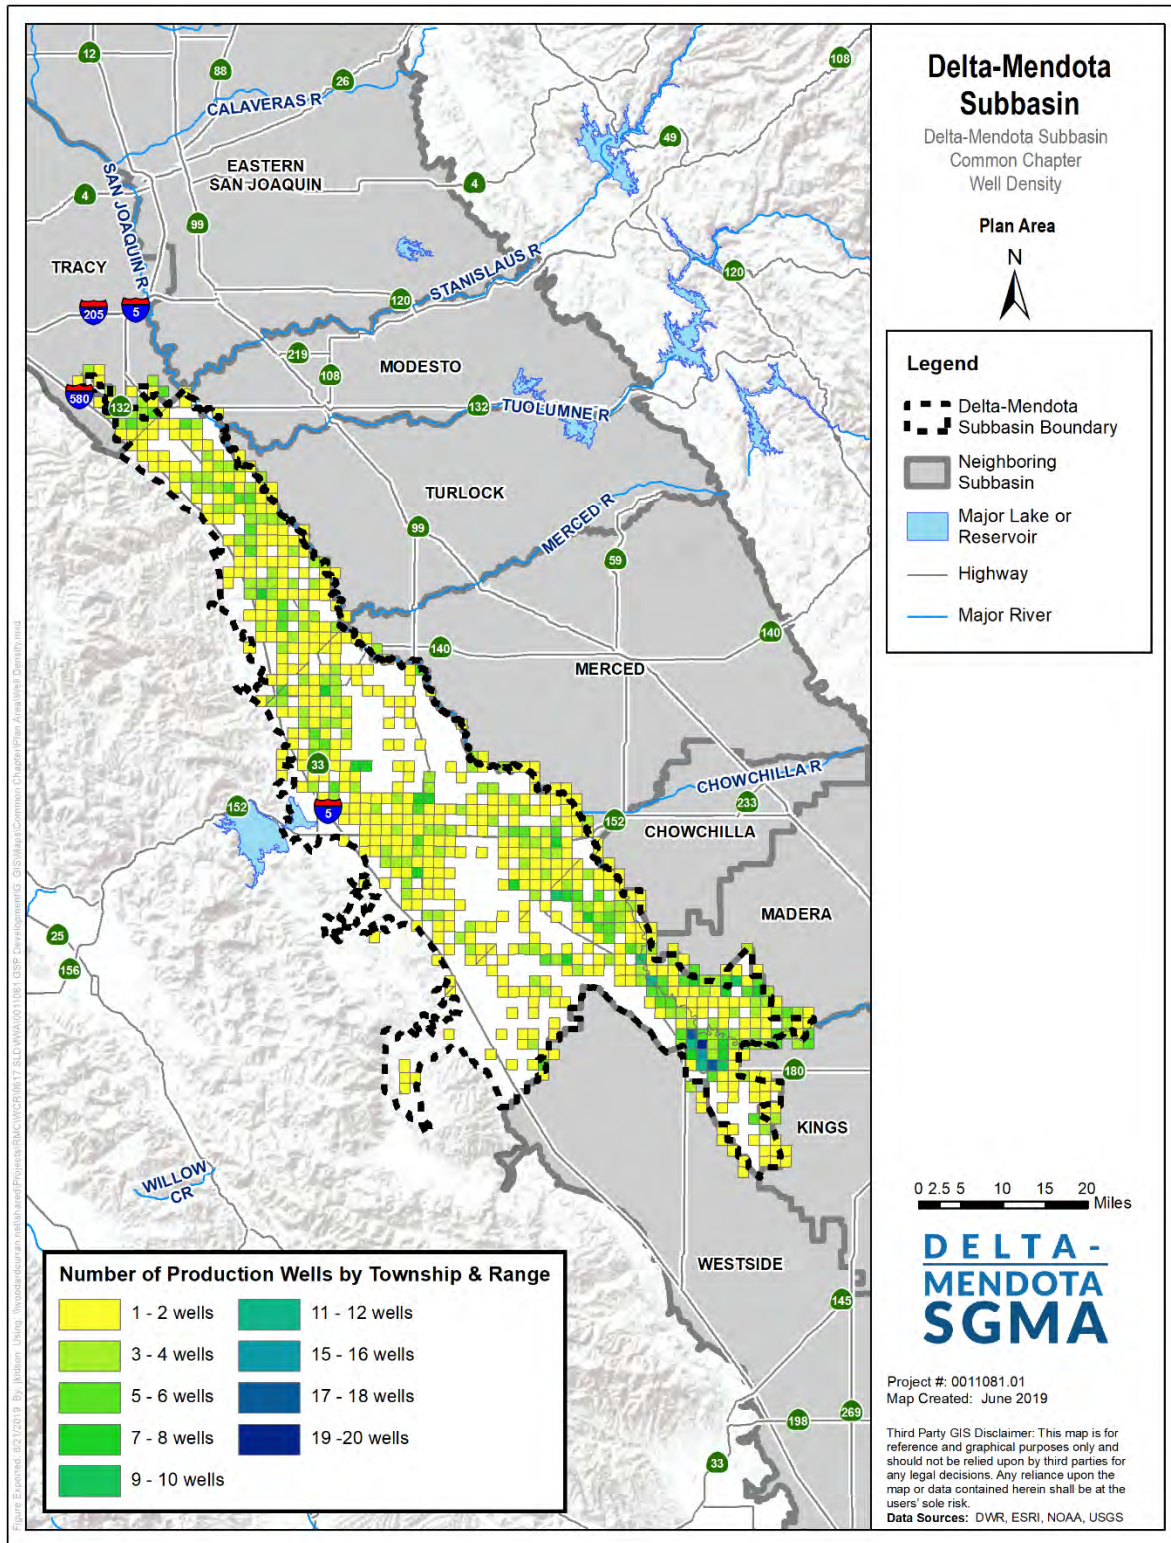 12
88
26
108
CALAVERAS R
49
EASTERN
SAN JOAQUIN
4
4
SAN JOAQUIN R
99
TRACY
STANISLAUS R
120
120
205
5
219
MODESTO
108
580
132
132
TUOLUMNE R
TURLOCK
99
MERCED R
59
140
140
MERCED
33
CHOWCHILLA R
233
152
5
152
CHOWCHILLA
MADERA
25
156
180
KINGS
WILLOW
CR
WESTSIDE
145
198
269
33
Number of Production Wells by Township & Range
1 - 2 wells
3 - 4 wells
5 - 6 wells
7 - 8 wells
9 - 10 wells
11 - 12 wells
15 - 16 wells
17 - 18 wells
19 -20 wells
Delta-Mendota
Subbasin
Delta-Mendota Subbasin
Common Chapter
Well Density
Plan Area
N
Legend
Delta-Mendota
Subbasin Boundary
Neighboring
Subbasin
Major Lake or
Reservoir
Highway
Major River
0 2.5 5 10 15 20
Miles
DELTA-
MENDOTA
SGMA
Project #: 0011081.01
Map Created: June 2019
Third Party GIS Disclaimer: This map is for
reference and graphical purposes only and
should not be relied upon by third parties for
any legal decisions. Any reliance upon the
map or data contained herein shall be at the
users' sole risk.
Data Sources: DWR, ESRI, NOAA, USGS